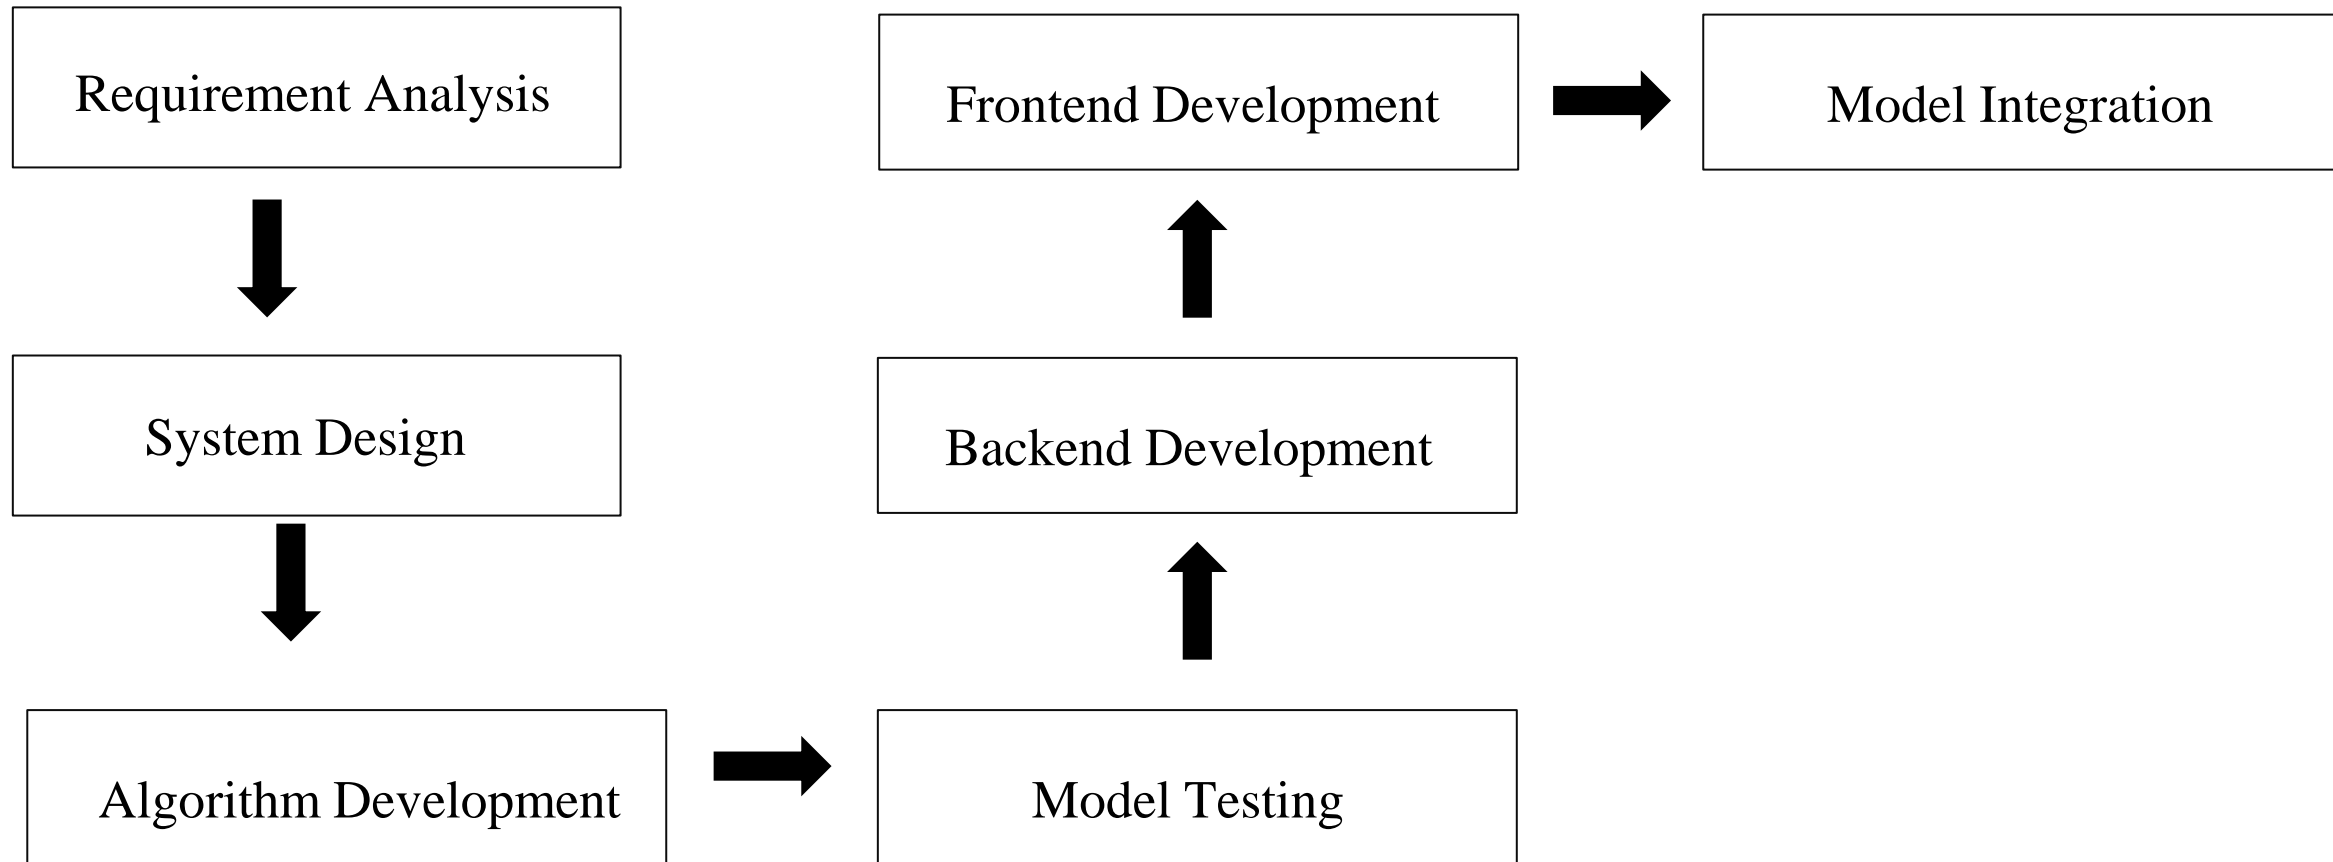 Requirement Analysis
System Design
Algorithm Development
Model Testing
Backend Development
Frontend Development
Model Integration